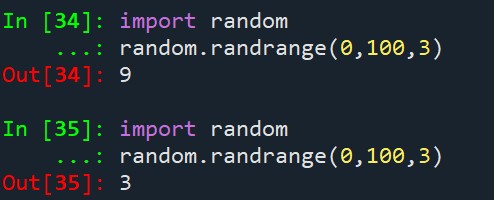 In [34]: import random
    ...: random.randrange(0,100,3)
Out[34]: 9
In [35]: import random
    ...: random.randrange(0,100,3)
Out[35]: 3